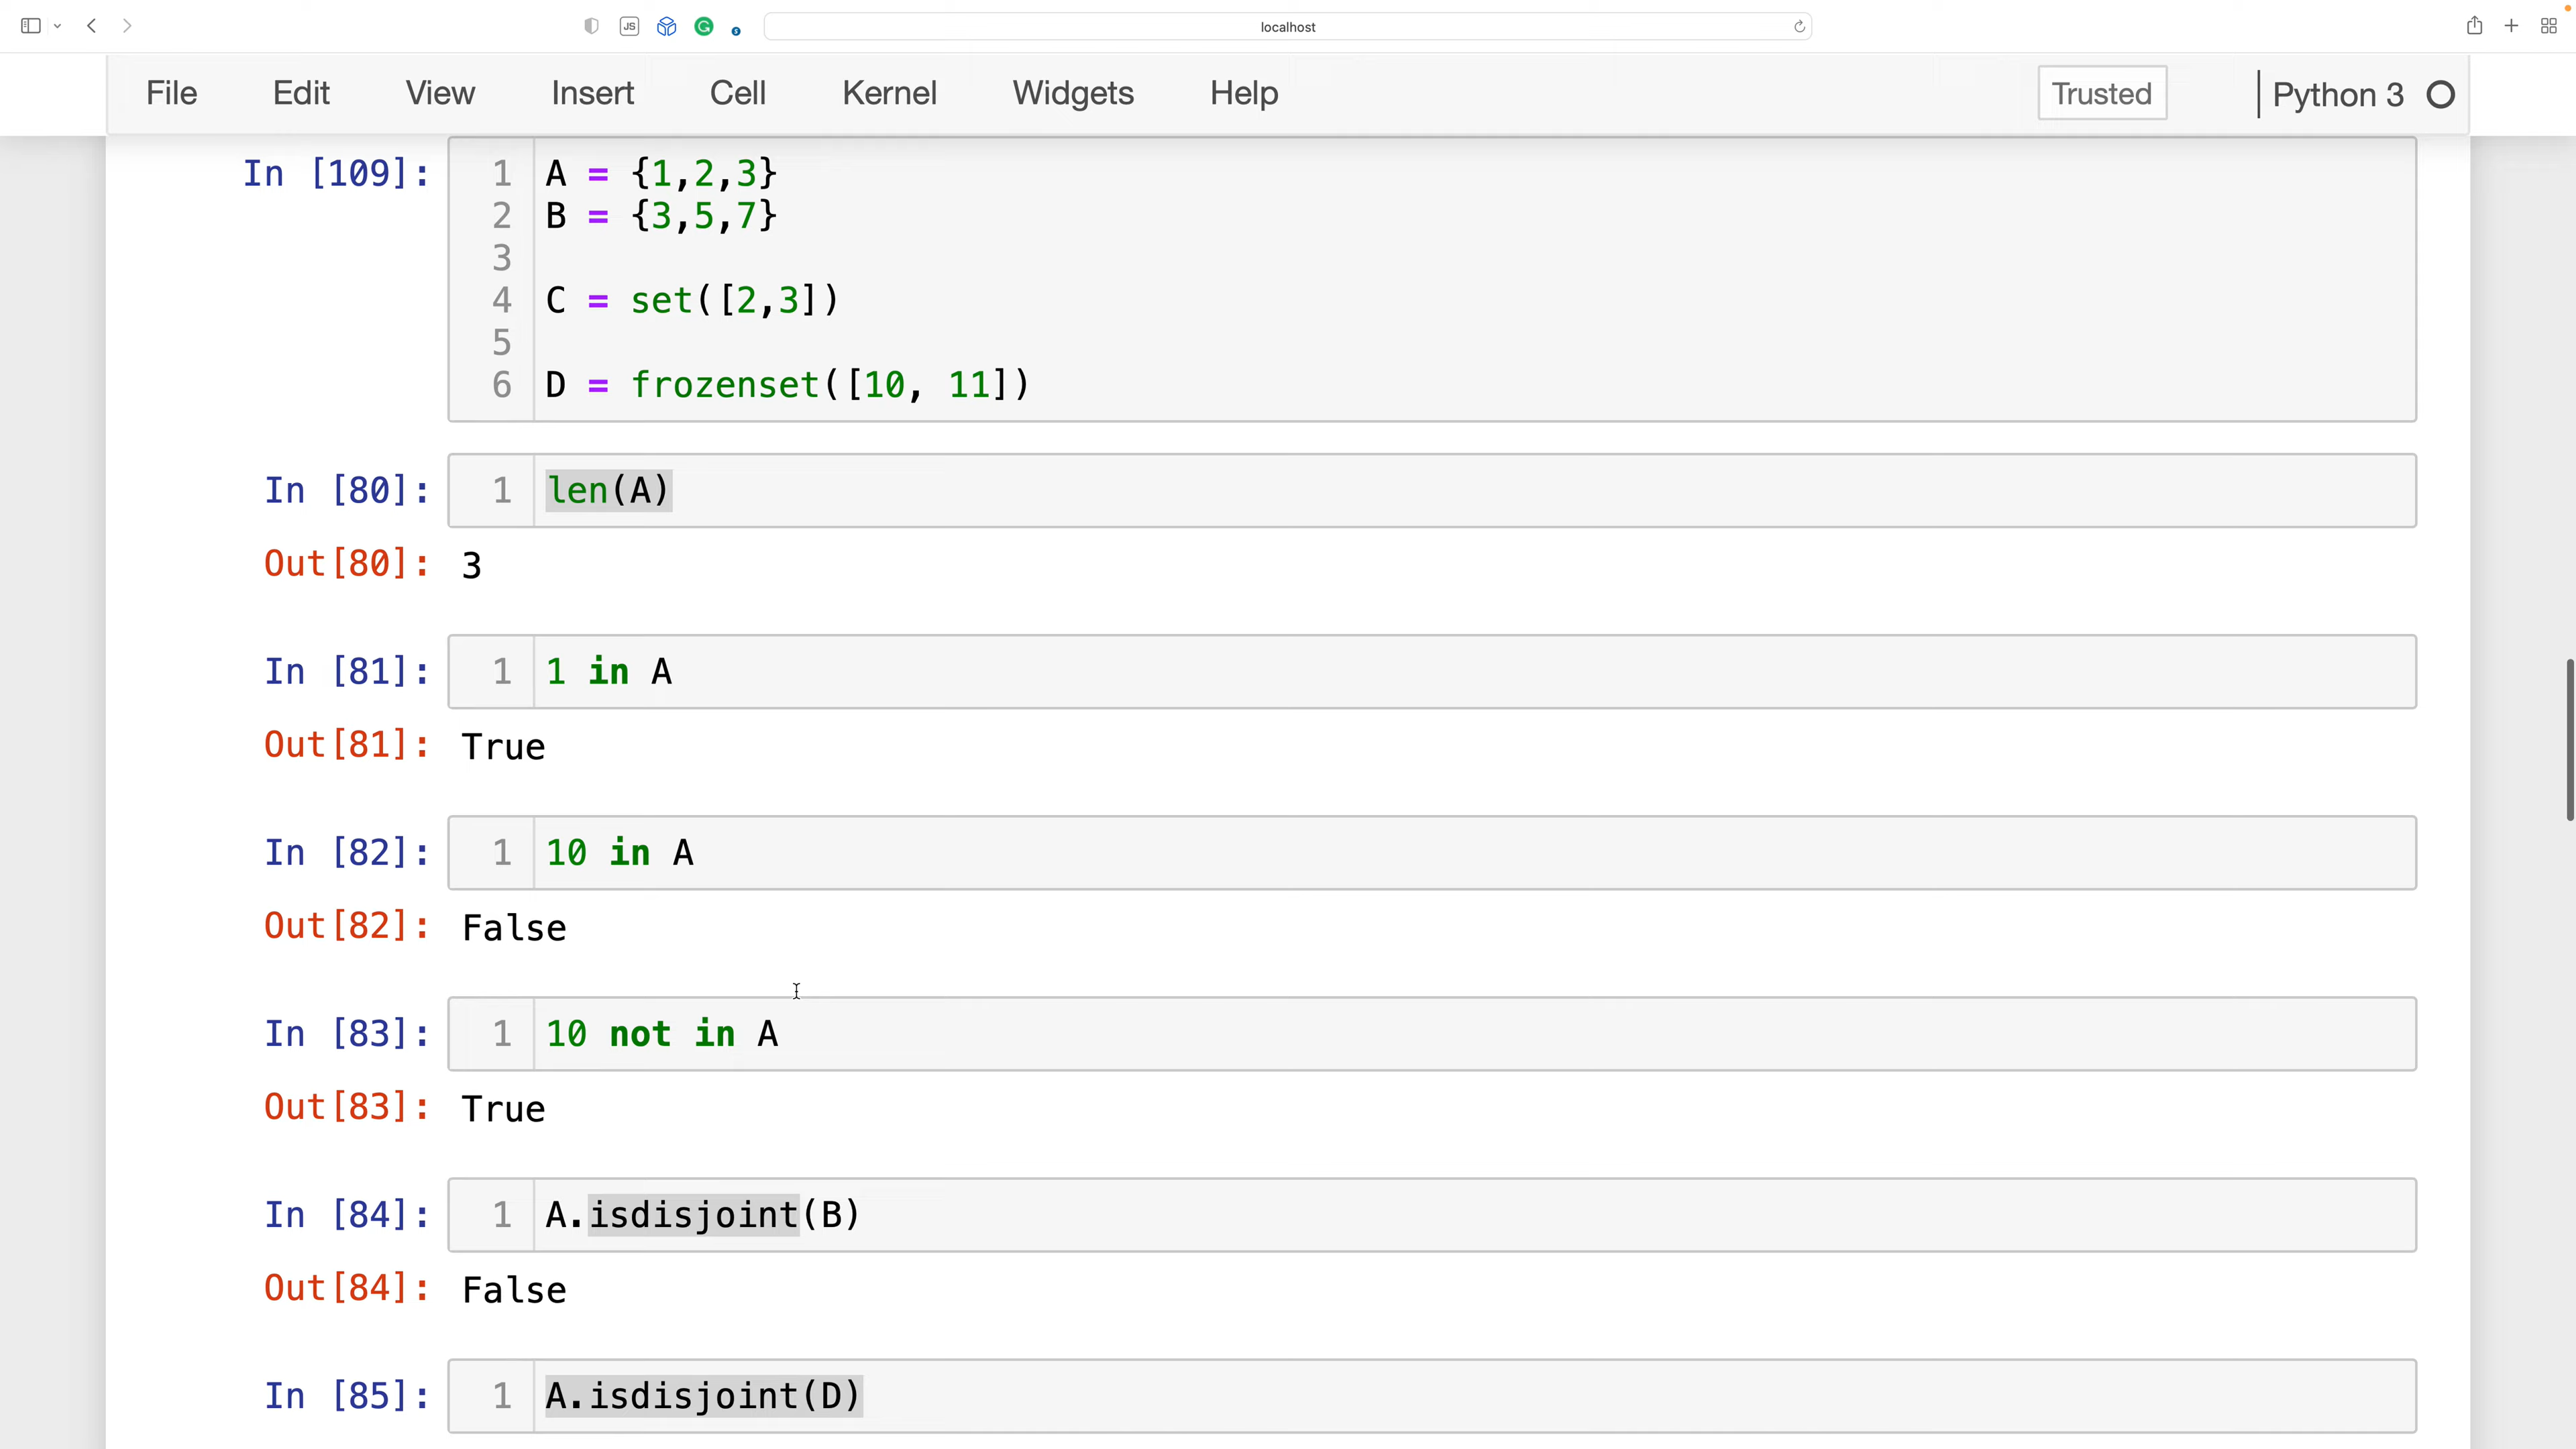 localhost
File Edit View Insert Cell Kernel Widgets Help Trusted Python 3
In [109]:
1 A = {1,2,3}
2 B = {3,5,7}
3
4 C = set([2,3])
5
6 D = frozenset([10, 11])
In [80]: 1 len(A)
Out[80]: 3
In [81]: 1 1 in A
Out[81]: True
In [82]: 1 10 in A
Out[82]: False
In [83]: 1 10 not in A
Out[83]: True
In [84]: 1 A.isdisjoint(B)
Out[84]: False
In [85]: 1 A.isdisjoint(D)